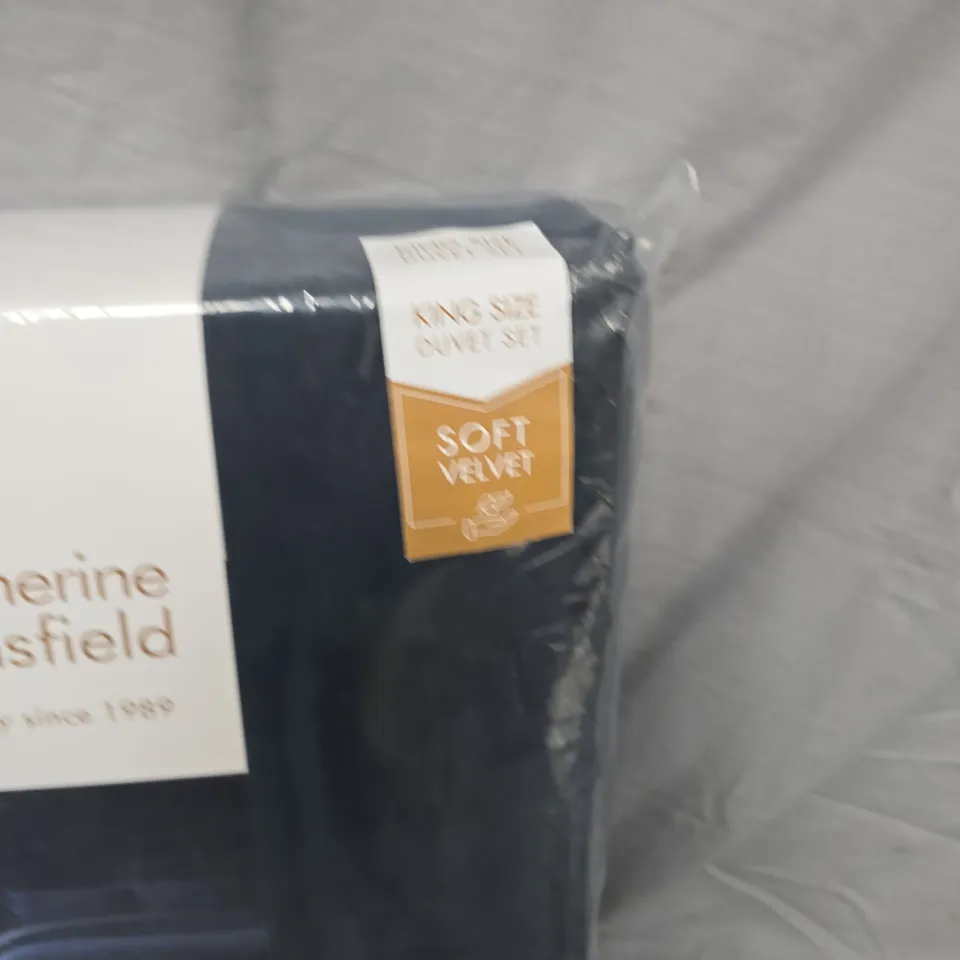 KING SIZE
DUVET SET
SOFT
VELVET
herine
sfield
y since 1989